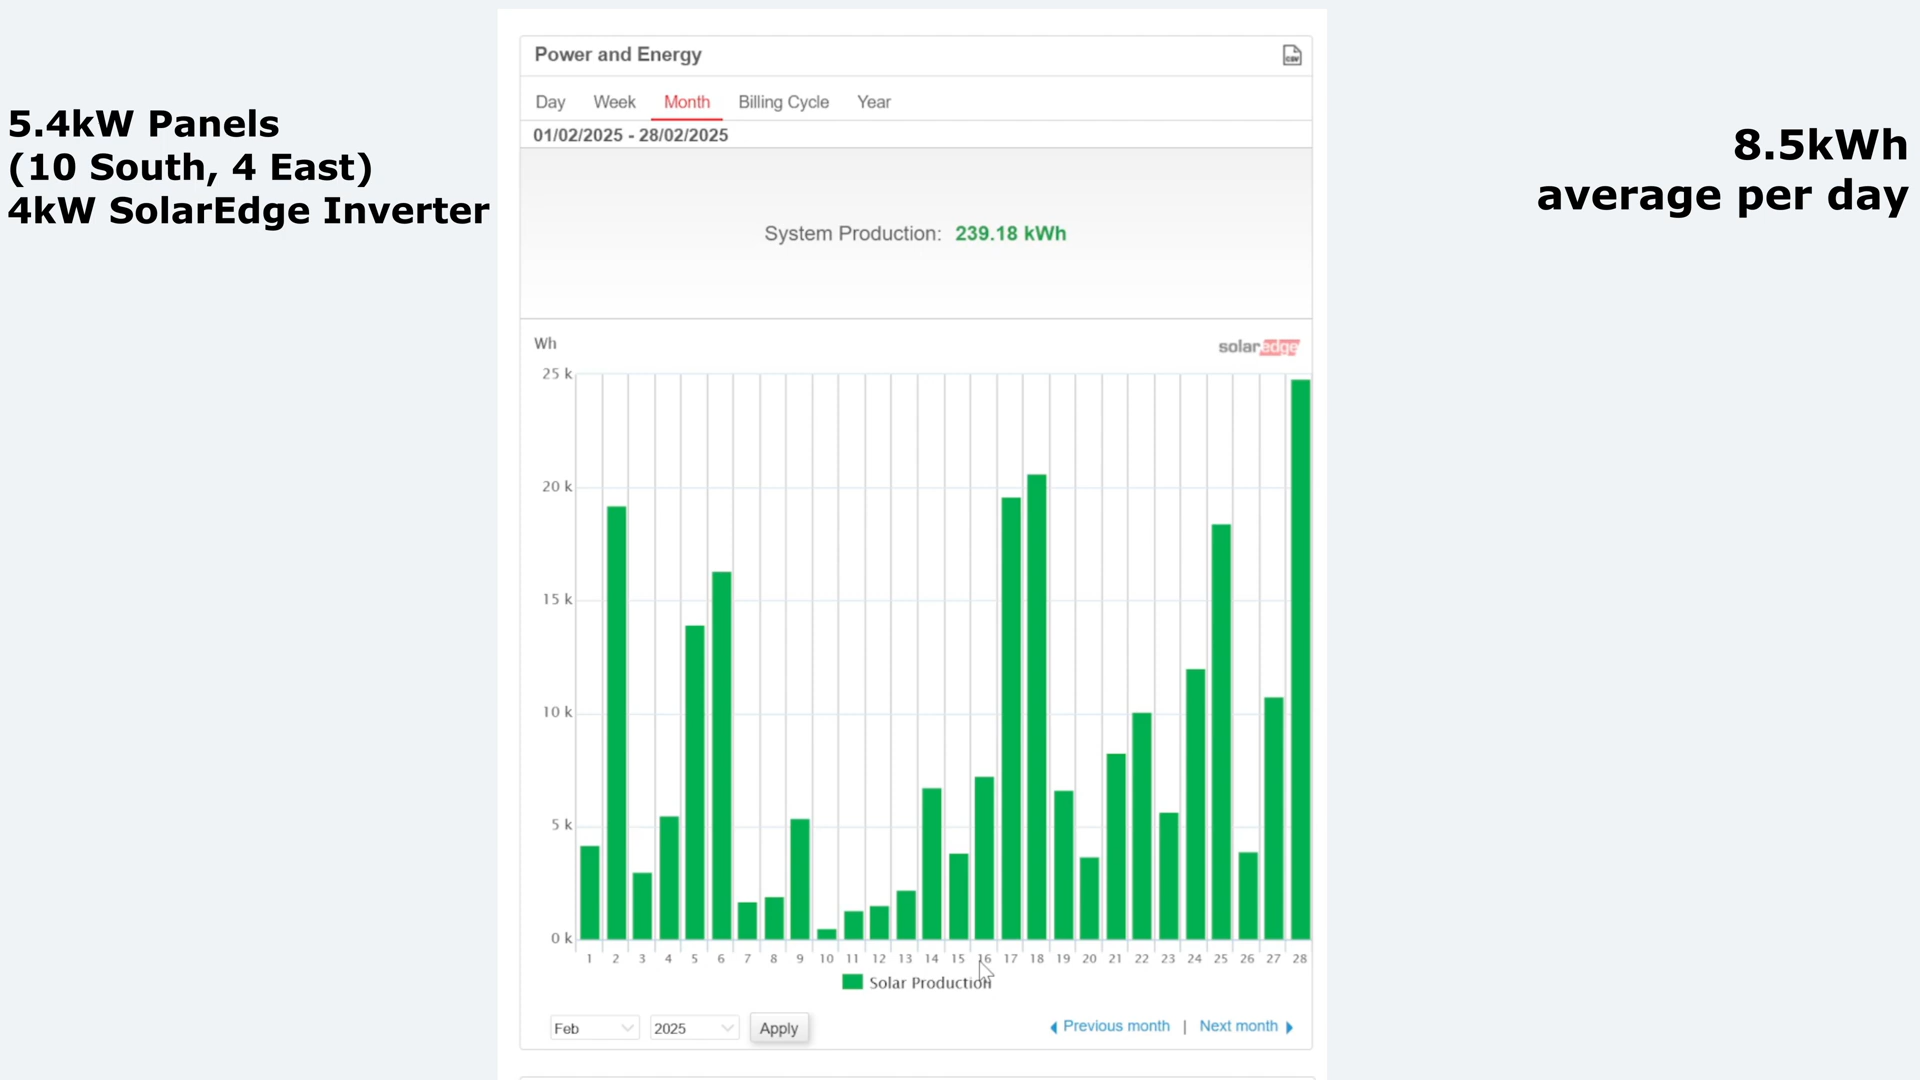 5.4kW Panels
(10 South, 4 East)
4kW SolarEdge Inverter
8.5kWh
average per day
Power and Energy
CSV
Day Week Month Billing Cycle Year
01/02/2025 - 28/02/2025
System Production: 239.18 kWh
Wh
solaredge
25 k
20 k
15 k
10 k
5 k
0 k
1 2 3 4 5 6 7 8 9 10 11 12 13 14 15 16 17 18 19 20 21 22 23 24 25 26 27 28
Solar Production
Feb 2025 Apply Previous month | Next month